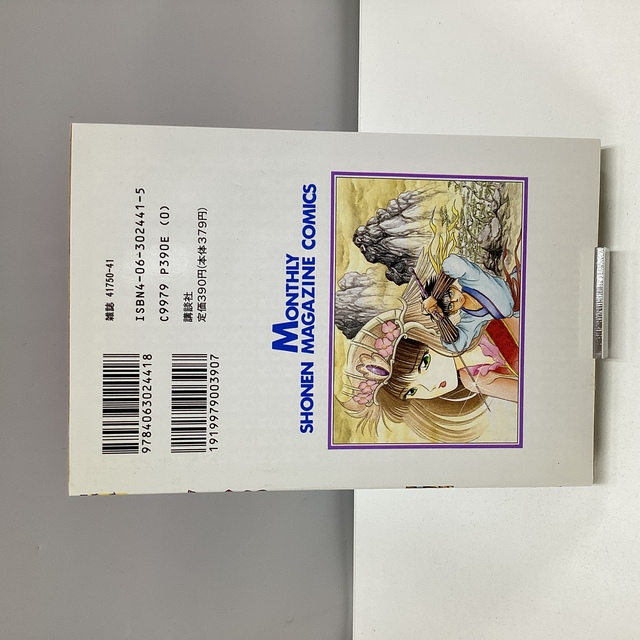 MONTHLY
SHONEN MAGAZINE COMICS
雑誌 41750-41
ISBN4-06-302441-5
C9979 P390E (0)
講談社
定価390円(本体379円)
9784063024418
1919979003907